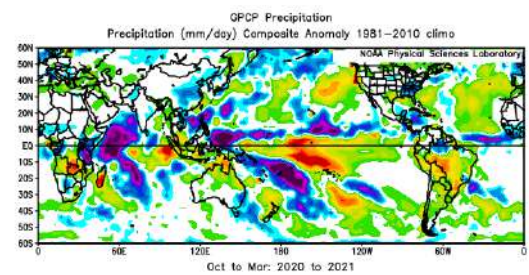 GPCP Precipitation
Precipitation (mm/day) Composite Anomaly 1981-2010 climo
NOAA Physical Sciences Laboratory
60N
50N
40N
30N
20N
10N
EQ
10S
20S
30S
40S
50S
60S
0 60E 120E 180 120W 60W 0
Oct to Mar: 2020 to 2021